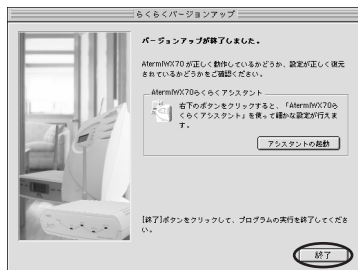 らくらくバージョンアップ
バージョンアップが終了しました。
AtermIWX70が正しく動作しているかどうか、設定が正しく復元
されているかどうかをご確認ください。
AtermIWX70らくらくアシスタント
右下のボタンをクリックすると、「AtermIWX70ら
くらくアシスタント」を使って細かな設定が行えま
す。
アシスタントの起動
[終了]ボタンをクリックして、プログラムの実行を終了してくださ
い。
終了